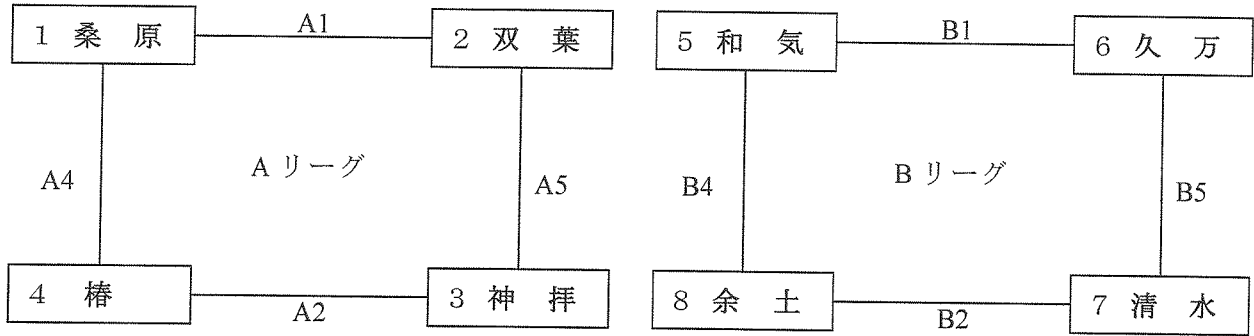 1 桑 原
A1
2 双 葉
A4
A リーグ
A5
4 椿
A2
3 神 拝
5 和 気
B1
6 久 万
B4
B リーグ
B5
8 余 土
B2
7 清 水